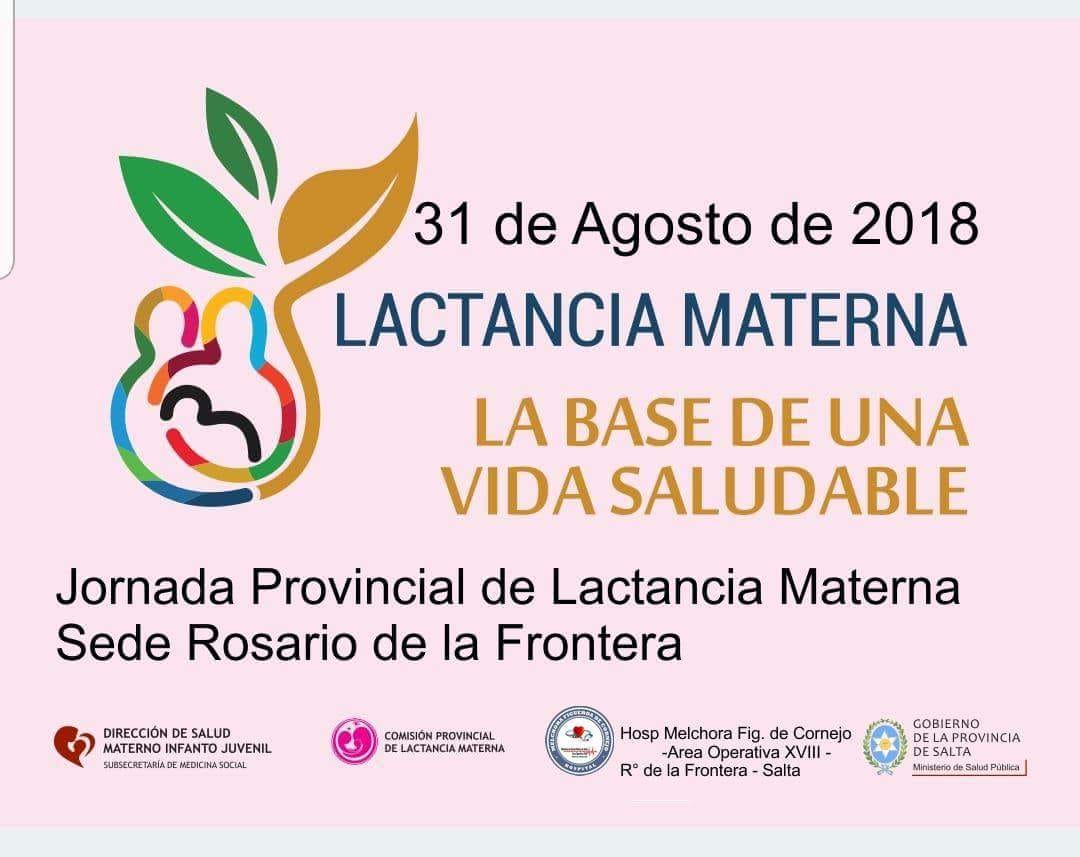 31 de Agosto de 2018
LACTANCIA MATERNA
LA BASE DE UNA
VIDA SALUDABLE
Jornada Provincial de Lactancia Materna
Sede Rosario de la Frontera
DIRECCIÓN DE SALUD
MATERNO INFANTO JUVENIL
SUBSECRETARÍA DE MEDICINA SOCIAL
COMISIÓN PROVINCIAL
DE LACTANCIA MATERNA
HOSPITAL
Hosp Melchora Fig. de Cornejo
-Area Operativa XVIII -
R° de la Frontera - Salta
GOBIERNO
DE LA PROVINCIA
DE SALTA
Ministerio de Salud Pública